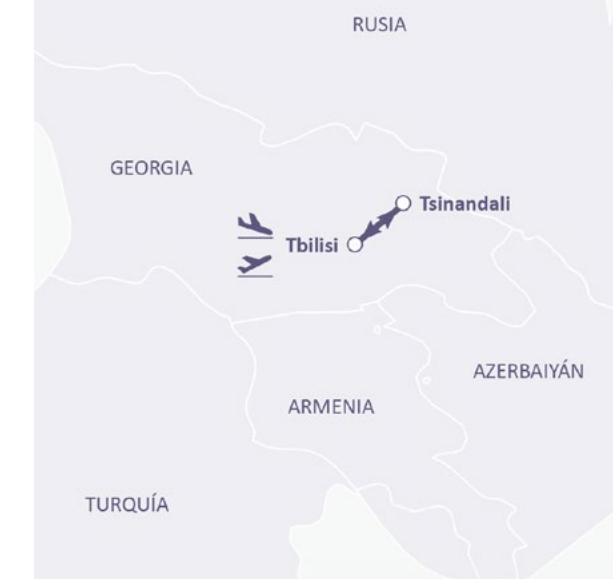 RUSIA
GEORGIA
Tsinandali
Tbilisi
AZERBAIYÁN
ARMENIA
TURQUÍA